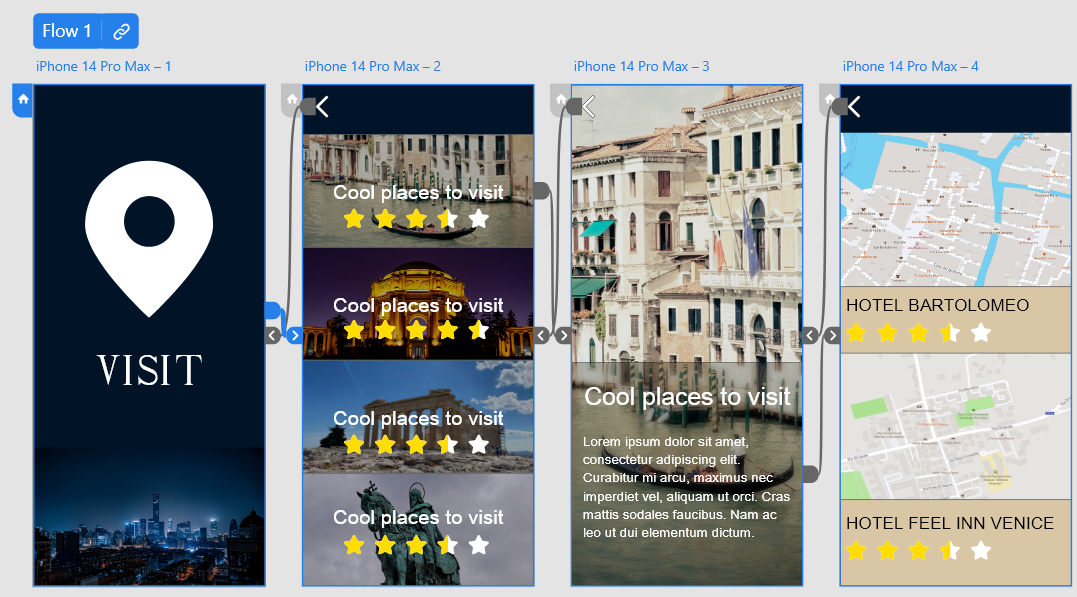 Flow 1
iPhone 14 Pro Max – 1
iPhone 14 Pro Max – 2
iPhone 14 Pro Max – 3
iPhone 14 Pro Max – 4
VISIT
Cool places to visit
Cool places to visit
Cool places to visit
Cool places to visit
Cool places to visit
Lorem ipsum dolor sit amet,
consectetur adipiscing elit.
Curabitur mi arcu, maximus nec
imperdiet vel, aliquam ut orci. Cras
mattis sodales faucibus. Nam ac
leo ut dui elementum dictum.
HOTEL BARTOLOMEO
HOTEL FEEL INN VENICE